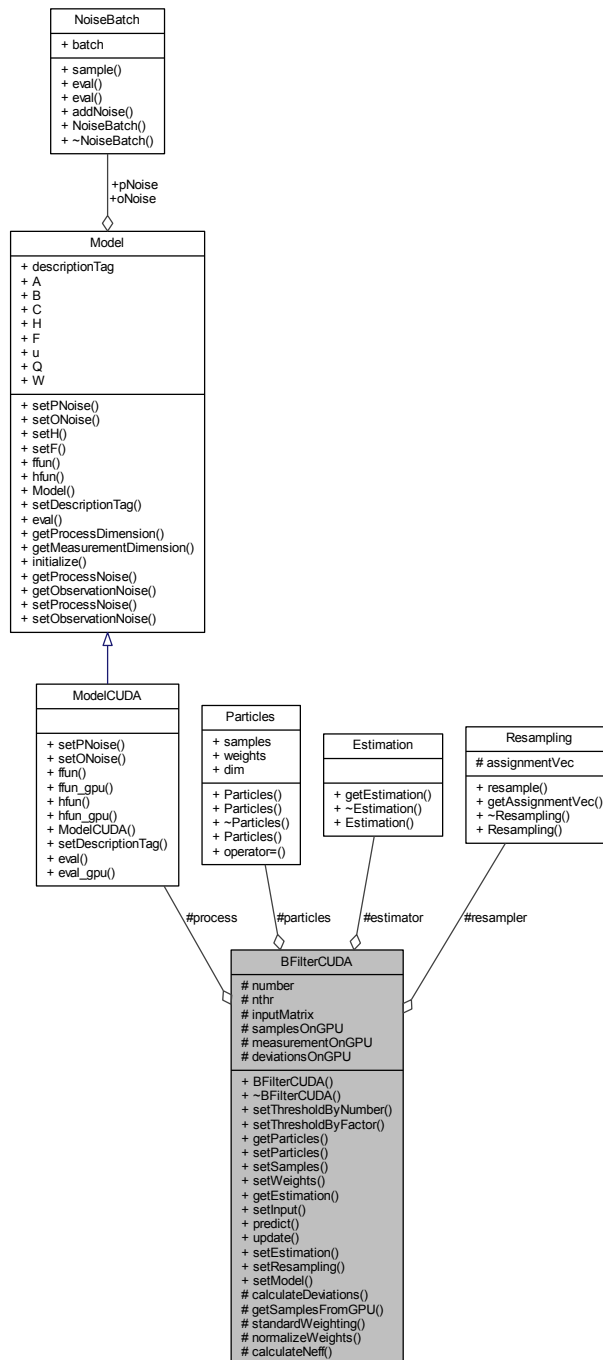 NoiseBatch
+ batch
+ sample()
+ eval()
+ eval()
+ addNoise()
+ NoiseBatch()
+ ~NoiseBatch()
+pNoise
+oNoise
Model
+ descriptionTag
+ A
+ B
+ C
+ H
+ F
+ u
+ Q
+ W
+ setPNoise()
+ setONoise()
+ setH()
+ setF()
+ ffun()
+ hfun()
+ Model()
+ setDescriptionTag()
+ eval()
+ getProcessDimension()
+ getMeasurementDimension()
+ initialize()
+ getProcessNoise()
+ getObservationNoise()
+ setProcessNoise()
+ setObservationNoise()
ModelCUDA
+ setPNoise()
+ setONoise()
+ ffun()
+ ffun_gpu()
+ hfun()
+ hfun_gpu()
+ ModelCUDA()
+ setDescriptionTag()
+ eval()
+ eval_gpu()
Particles
+ samples
+ weights
+ dim
+ Particles()
+ Particles()
+ ~Particles()
+ Particles()
+ operator=()
Estimation
+ getEstimation()
+ ~Estimation()
+ Estimation()
Resampling
# assignmentVec
+ resample()
+ getAssignmentVec()
+ ~Resampling()
+ Resampling()
#process
#particles
#estimator
#resampler
BFilterCUDA
# number
# nthr
# inputMatrix
# samplesOnGPU
# measurementOnGPU
# deviationsOnGPU
+ BFilterCUDA()
+ ~BFilterCUDA()
+ setThresholdByNumber()
+ setThresholdByFactor()
+ getParticles()
+ setParticles()
+ setSamples()
+ setWeights()
+ getEstimation()
+ setInput()
+ predict()
+ update()
+ setEstimation()
+ setResampling()
+ setModel()
# calculateDeviations()
# getSamplesFromGPU()
# standardWeighting()
# normalizeWeights()
# calculateNeff()